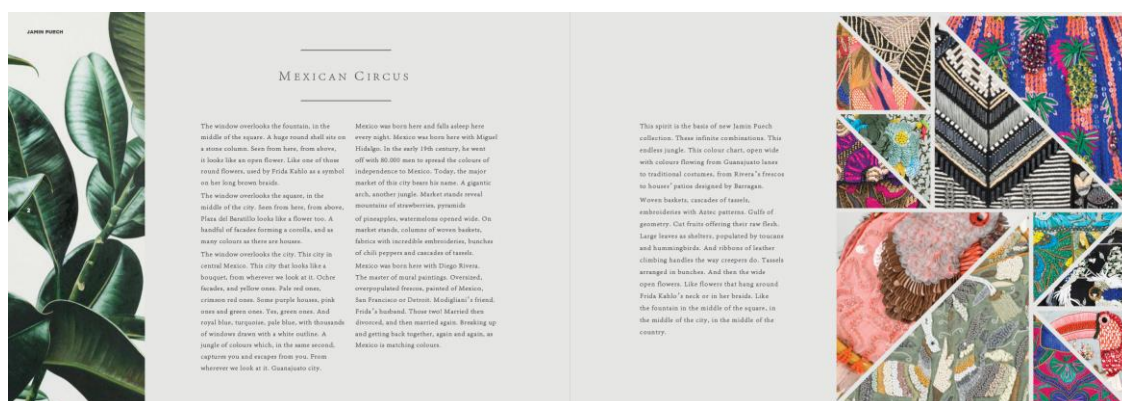 JAMIN PUECH
MEXICAN CIRCUS
The window overlooks the fountain, in the
middle of the square. A huge round shell sits on
a stone column. Seen from here, from above,
it looks like an open flower. Like one of those
round flowers, used by Frida Kahlo as a symbol
on her long brown braids.
The window overlooks the square, in the
middle of the city. Seen from here, from above,
Plaza del Baratillo looks like a flower too. A
handful of facades forming a corolla, and as
many colours as there are houses.
The window overlooks the city. This city in
central Mexico. This city that looks like a
bouquet, from wherever we look at it. Ocher
facades, and yellow ones. Pale red ones,
crimson red ones. Some purple houses, pink
ones and green ones. Yes, green ones. And
royal blue, turquoise, pale blue, with thousands
of windows drawn with a white outline. A
jungle of colours which, in the same second,
captures you and escapes from you. From
wherever we look at it. Guanajuato city.
Mexico was born here and falls asleep here
every night. Mexico was born here with Miguel
Hidalgo. In the early 19th century, he went
off with 80.000 men to spread the colours of
independence to Mexico. Today, the major
market of this city bears his name. A gigantic
arch, another jungle. Market stands reveal
mountains of strawberries, pyramids
of pineapples, watermelons opened wide. On
market stands, columns of woven baskets,
fabrics with incredible embroideries, bunches
of chili peppers and cascades of tassels.
Mexico was born here with Diego Rivera.
The master of mural paintings. Oversized,
overpopulated frescos, painted of Mexico,
San Francisco or Detroit. Modigliani's friend.
Frida's husband. Those two! Married then
divorced, and then married again. Breaking up
and getting back together, again and again, as
Mexico is matching colours.
This spirit is the basis of new Jamin Puech
collection. These infinite combinations. This
endless jungle. This colour chart, open wide
with colours flowing from Guanajuato lanes
to traditional costumes, from Rivera's frescos
to houses' patios designed by Barragan.
Woven baskets, cascades of tassels,
embroideries with Aztec patterns. Gulfs of
geometry. Cut fruits offering their raw flesh.
Large leaves as shelters, populated by toucans
and hummingbirds. And ribbons of leather
climbing handles the way creepers do. Tassels
arranged in bunches. And then the wide
open flowers. Like flowers that hang around
Frida Kahlo's neck or in her braids. Like
the fountain in the middle of the square, in
the middle of the city, in the middle of the
country.